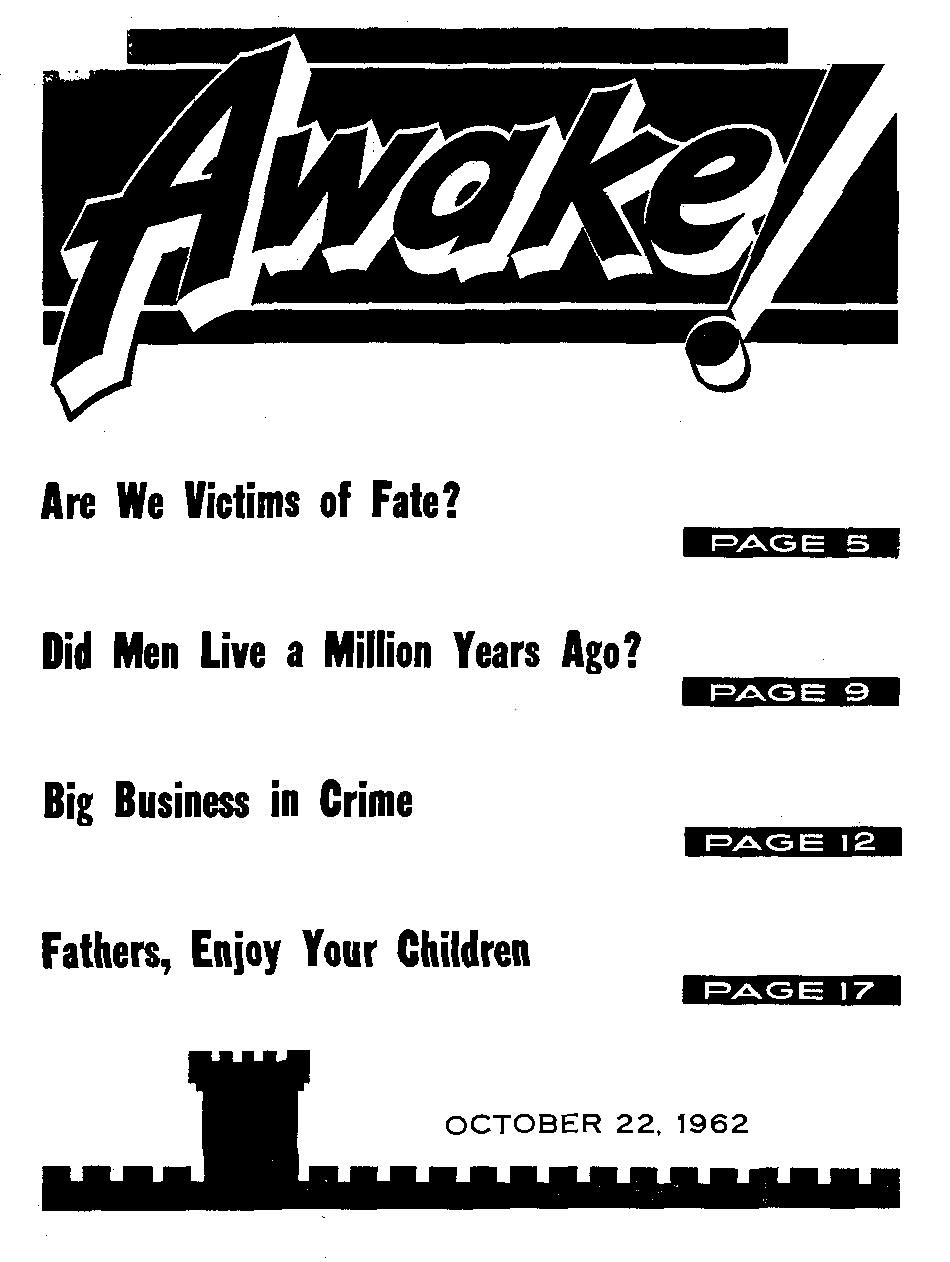 Awake!
Are We Victims of Fate?
PAGE 5
Did Men Live a Million Years Ago?
PAGE 9
Big Business in Crime
PAGE 12
Fathers, Enjoy Your Children
PAGE 17
OCTOBER 22, 1962